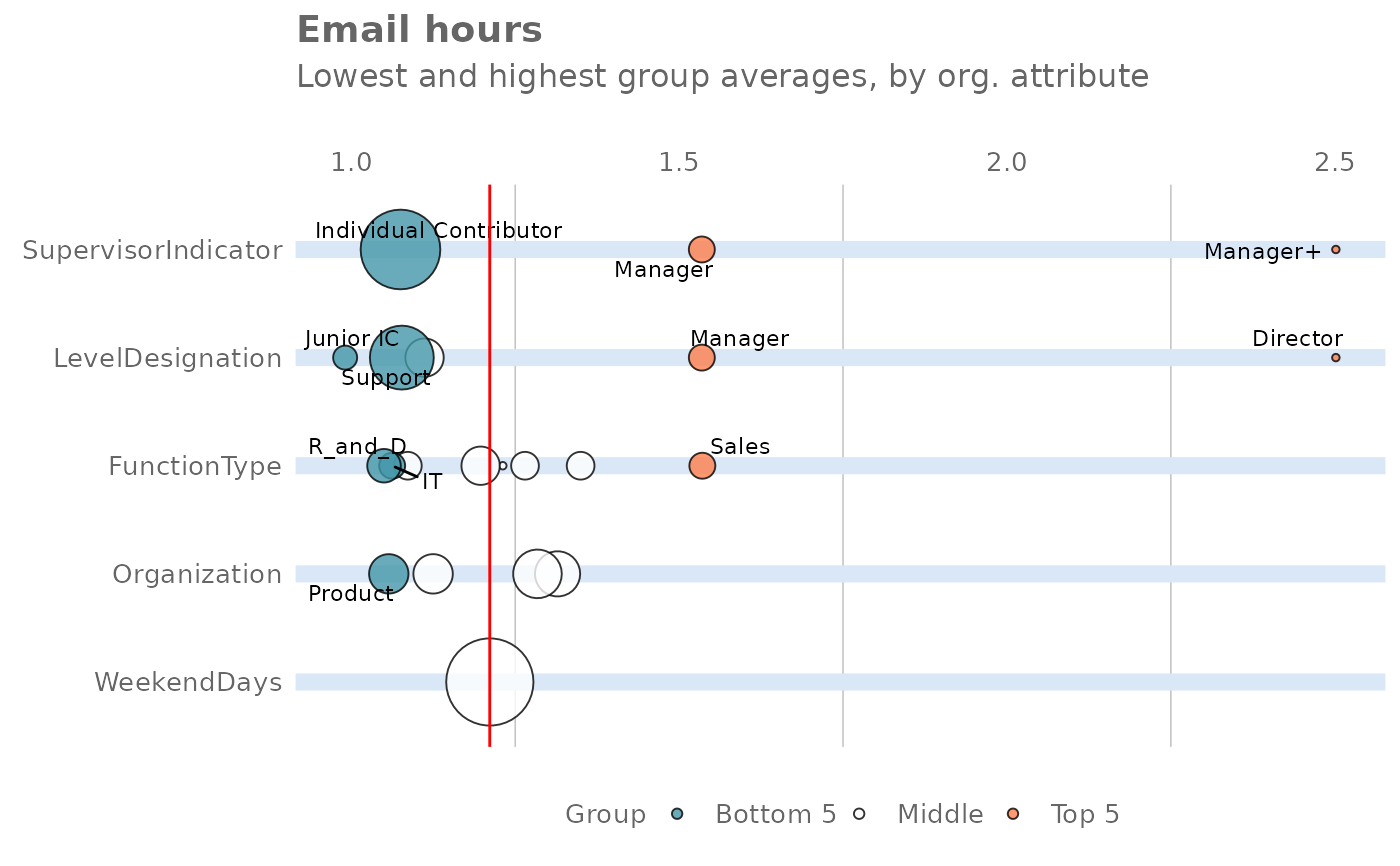 Email hours
Lowest and highest group averages, by org. attribute
1.0 1.5 2.0 2.5
SupervisorIndicator
Individual Contributor
Manager
Manager+
LevelDesignation
Junior IC
Support
Manager
Director
FunctionType
R_and_D
IT
Sales
Organization
Product
WeekendDays
Group Bottom 5 Middle Top 5